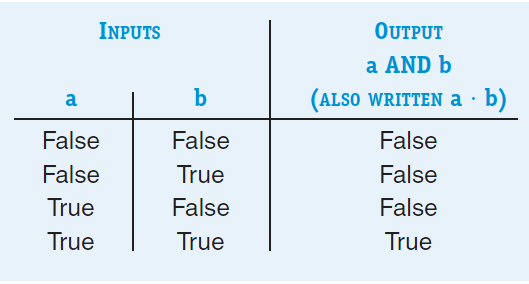 INPUTS OUTPUT
a AND b
a b (ALSO WRITTEN a · b)
False False False
False True False
True False False
True True True